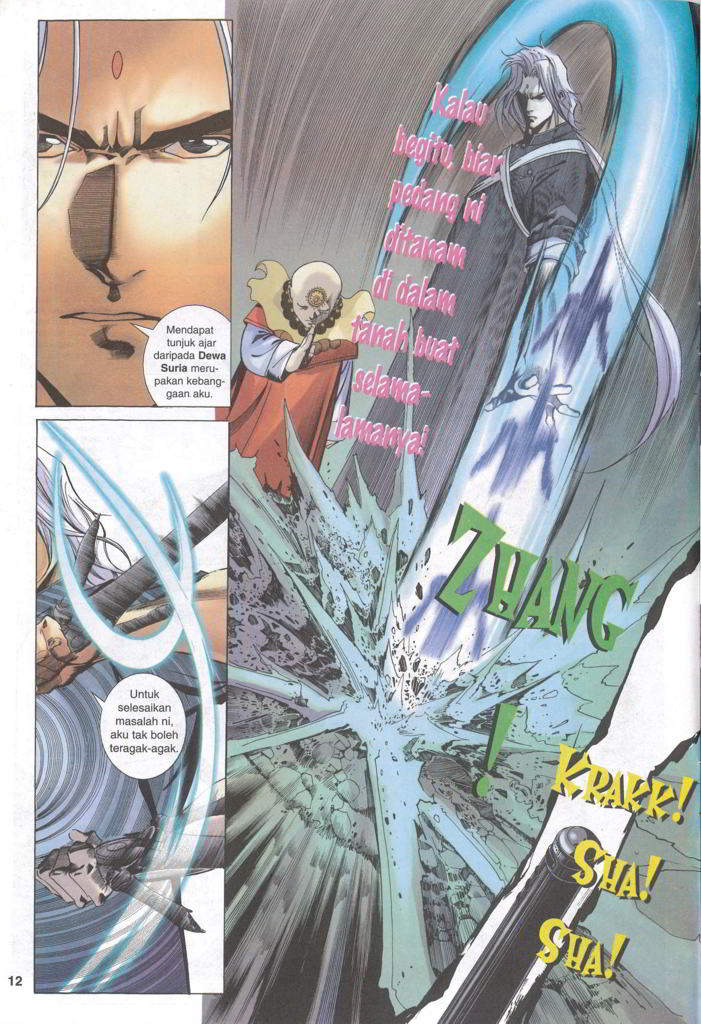 Mendapat
tunjuk ajar
daripada Dewa
Suria meru-
pakan kebang-
gaan aku.
Untuk
selesaikan
masalah ni,
aku tak boleh
teragak-agak.
Kalau
begitu, biar
pedang ni
ditanam
di dalam
tanah buat
selama-
lamanya!
ZHANG
!
KRAKK!
SHA!
SHA!
12